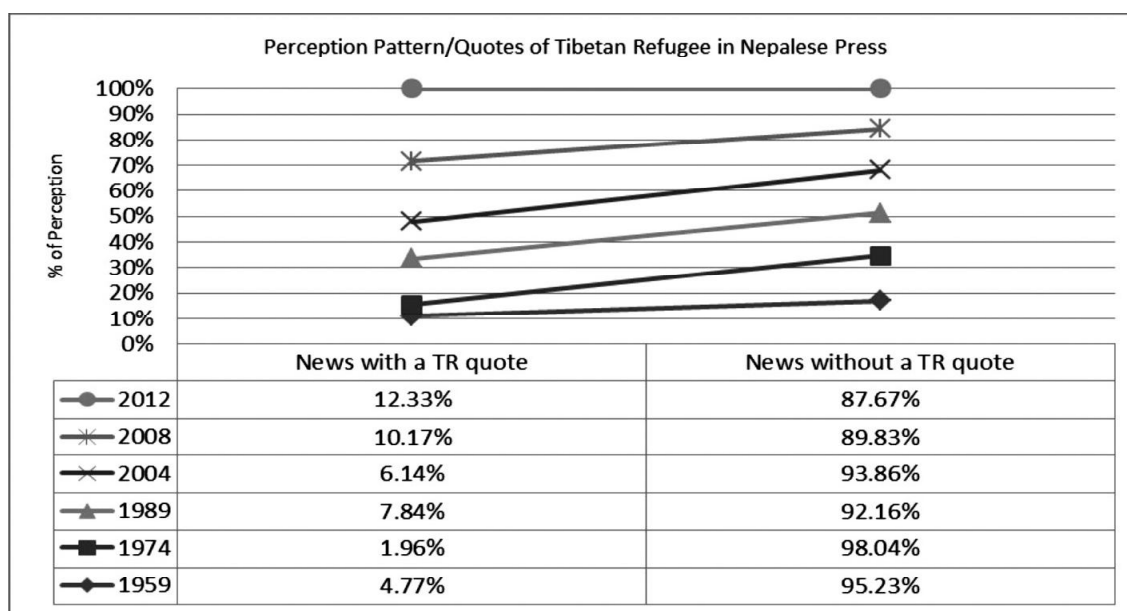 Perception Pattern/Quotes of Tibetan Refugee in Nepalese Press
% of Perception
100%
90%
80%
70%
60%
50%
40%
30%
20%
10%
0%
News with a TR quote News without a TR quote
2012 12.33% 87.67%
2008 10.17% 89.83%
2004 6.14% 93.86%
1989 7.84% 92.16%
1974 1.96% 98.04%
1959 4.77% 95.23%